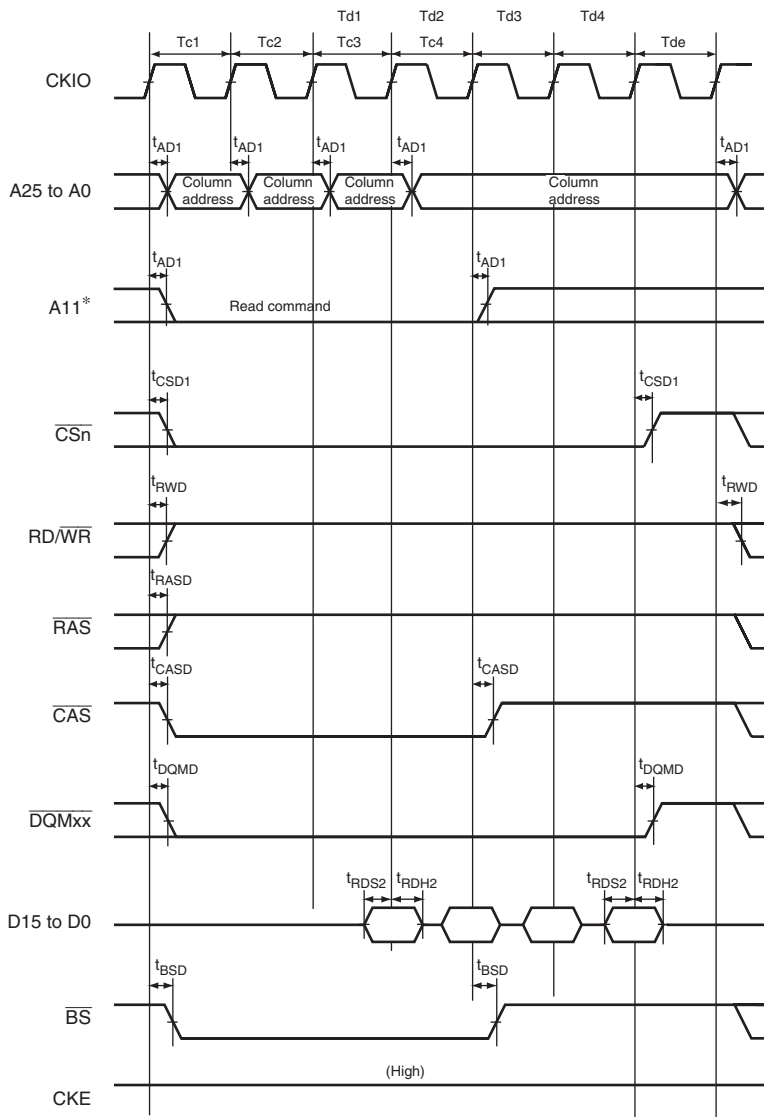 Td1 Td2 Td3 Td4
Tc1 Tc2 Tc3 Tc4 Tde
CKIO
tAD1 tAD1 tAD1 tAD1 tAD1
A25 to A0
Column address
Column address
Column address
Column address
tAD1 tAD1
A11*
Read command
tCSD1 tCSD1
CSn
tRWD tRWD
RD/WR
tRASD
RAS
tCASD tCASD
CAS
tDQMD tDQMD
DQMxx
tRDS2 tRDH2 tRDS2 tRDH2
D15 to D0
tBSD tBSD
BS
(High)
CKE